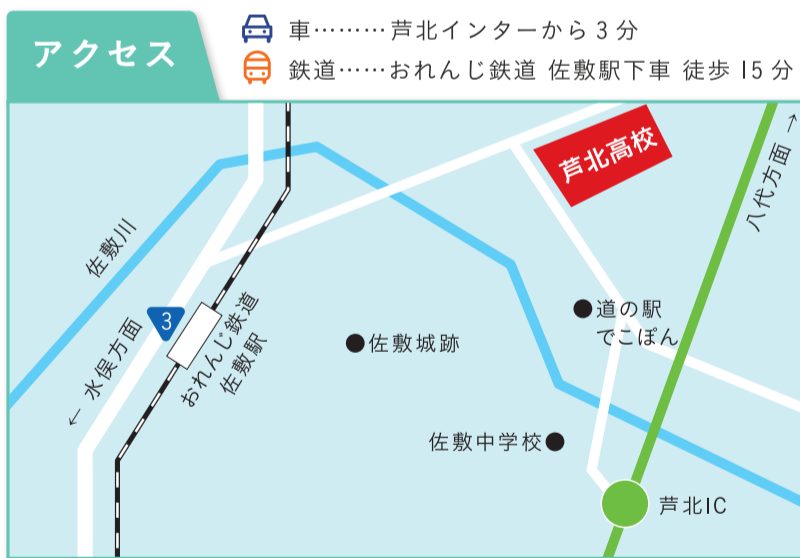 アクセス
車………芦北インターから3分
鉄道……おれんじ鉄道 佐敷駅下車 徒歩15分
芦北高校
八代方面 →
佐敷川
3
← 水俣方面
おれんじ鉄道
佐敷駅
●佐敷城跡
●道の駅
でこぽん
佐敷中学校●
芦北IC